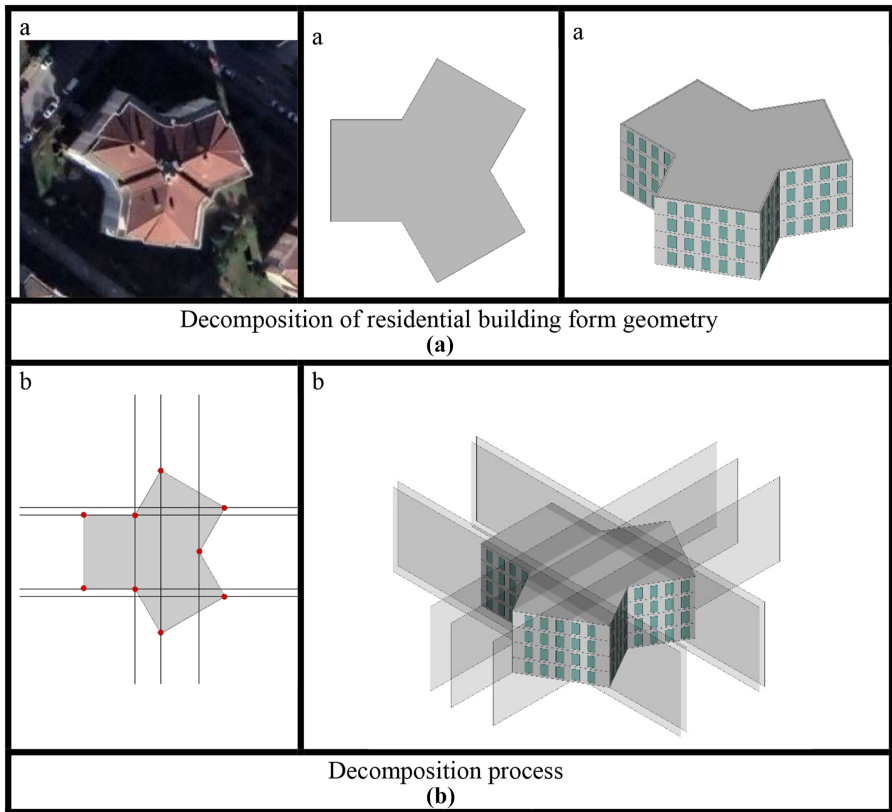 a
a
a
Decomposition of residential building form geometry
(a)
b
b
Decomposition process
(b)